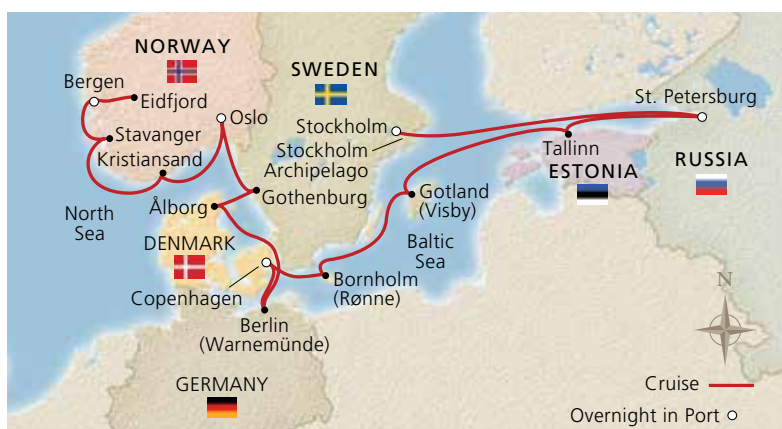 NORWAY
SWEDEN
Bergen
Eidfjord
Oslo
St. Petersburg
Stavanger
Stockholm
Kristiansand
Stockholm
Archipelago
Tallinn
ESTONIA
RUSSIA
North
Sea
Ålborg
Gothenburg
Gotland
(Visby)
DENMARK
Baltic
Sea
Copenhagen
Bornholm
(Rønne)
N
Berlin
(Warnemünde)
GERMANY
Cruise
Overnight in Port